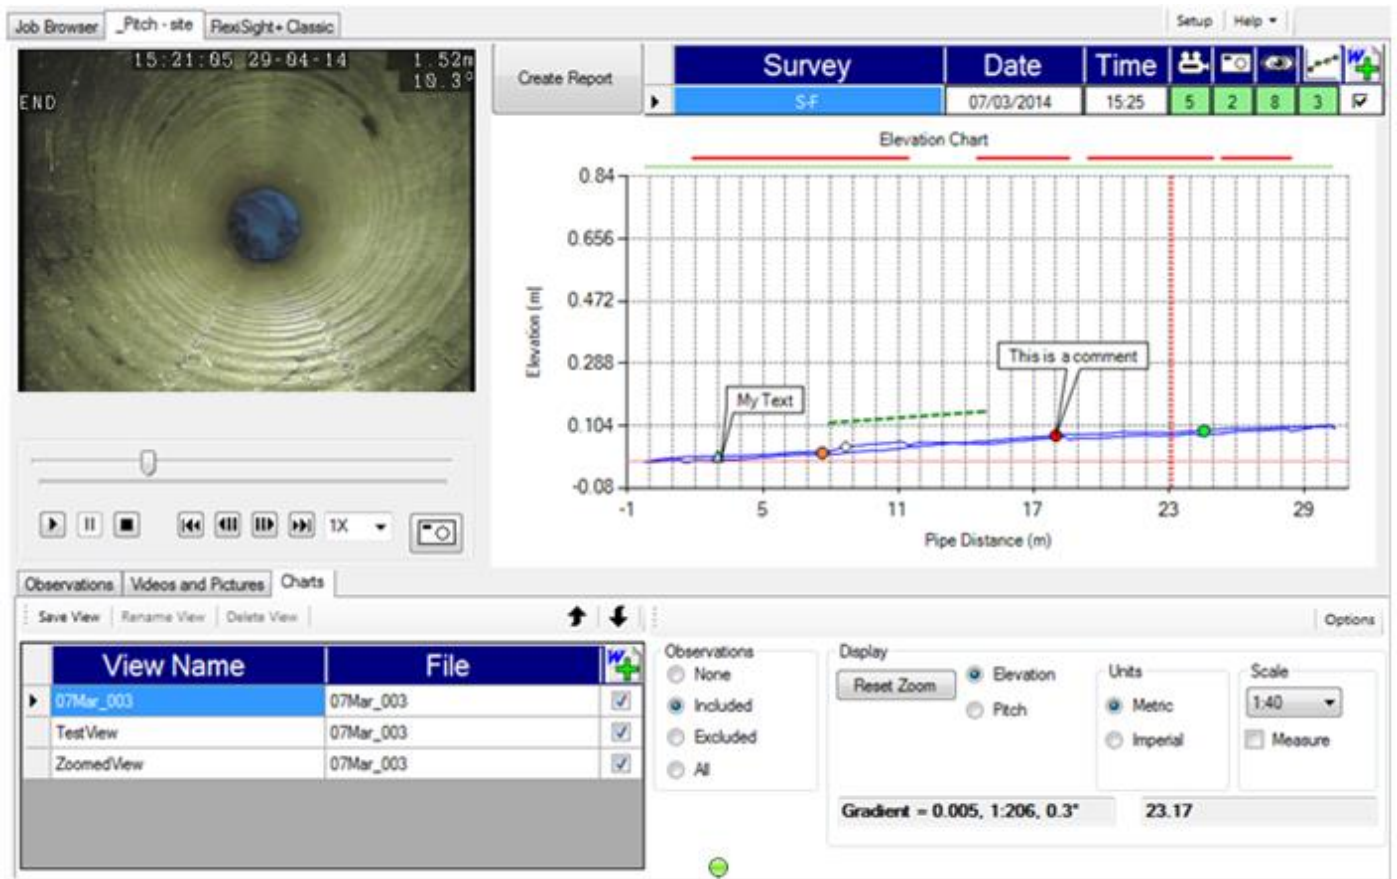 Job Browser _Pitch - site FlexiSight+ Classic Setup Help
15:21:05 29-04-14 1.52m
10.3°
END
Create Report Survey Date Time
S-F 07/03/2014 15:25 5 2 8 3
Elevation Chart
0.84
0.656
0.472
0.288
0.104
-0.08
Elevation [m]
This is a comment
My Text
-1 5 11 17 23 29
Pipe Distance (m)
1X
Observations Videos and Pictures Charts
Save View Rename View Delete View Options
View Name File
07Mar_003 07Mar_003
TestView 07Mar_003
ZoomedView 07Mar_003
Observations
None
Included
Excluded
All
Display
Reset Zoom
Elevation
Pitch
Units
Metric
Imperial
Scale
1:40
Measure
Gradient = 0.005, 1:206, 0.3° 23.17